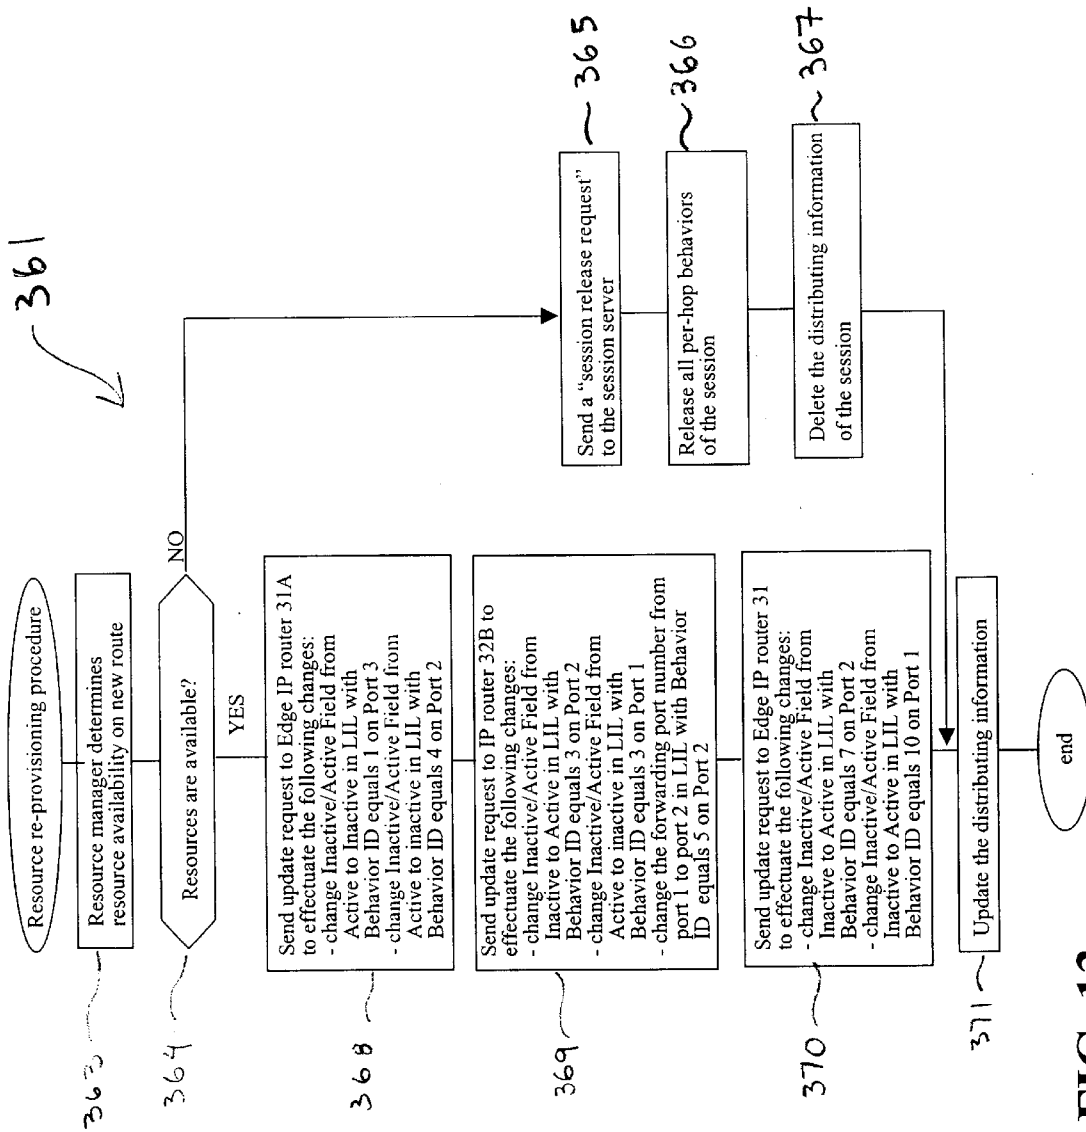 361
Resource re-provisioning procedure
363
Resource manager determines
resource availability on new route
364
Resources are available?
NO
YES
368
Send update request to Edge IP router 31A
to effectuate the following changes:
- change Inactive/Active Field from
Active to Inactive in LIL with
Behavior ID equals 1 on Port 3
- change Inactive/Active Field from
Active to inactive in LIL with
Behavior ID equals 4 on Port 2
369
Send update request to IP router 32B to
effectuate the following changes:
- change Inactive/Active Field from
Inactive to Active in LIL with
Behavior ID equals 3 on Port 2
- change Inactive/Active Field from
Active to inactive in LIL with
Behavior ID equals 3 on Port 1
- change the forwarding port number from
port 1 to port 2 in LIL with Behavior
ID equals 5 on Port 2
370
Send update request to Edge IP router 31
to effectuate the following changes:
- change Inactive/Active Field from
Inactive to Active in LIL with
Behavior ID equals 7 on Port 2
- change Inactive/Active Field from
Inactive to Active in LIL with
Behavior ID equals 10 on Port 1
Send a “session release request”
to the session server
365
Release all per-hop behaviors
of the session
366
Delete the distributing information
of the session
367
371
Update the distributing information
end